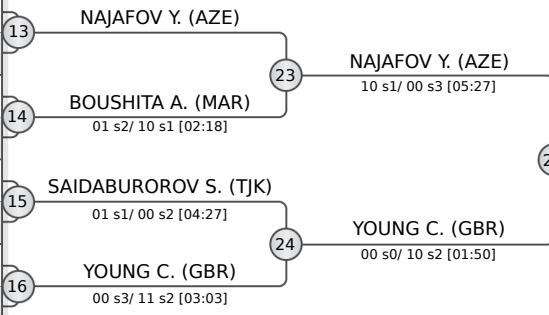 NAJAFOV Y. (AZE)
13
23
NAJAFOV Y. (AZE)
10 s1/ 00 s3 [05:27]
BOUSHITA A. (MAR)
14
01 s2/ 10 s1 [02:18]
SAIDABUROROV S. (TJK)
15
01 s1/ 00 s2 [04:27]
24
YOUNG C. (GBR)
00 s0/ 10 s2 [01:50]
YOUNG C. (GBR)
16
00 s3/ 11 s2 [03:03]